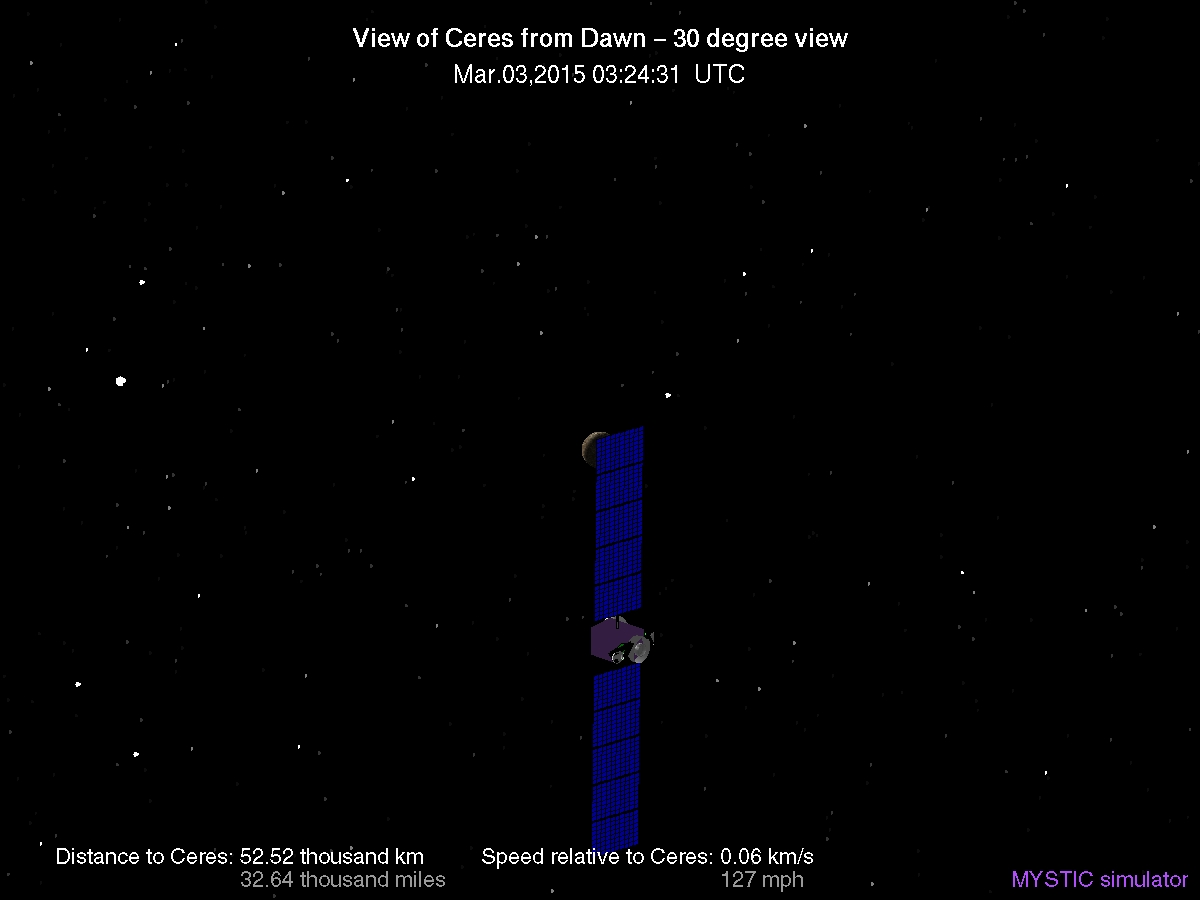 View of Ceres from Dawn – 30 degree view
Mar.03,2015 03:24:31 UTC
Distance to Ceres: 52.52 thousand km
32.64 thousand miles
Speed relative to Ceres: 0.06 km/s
127 mph
MYSTIC simulator